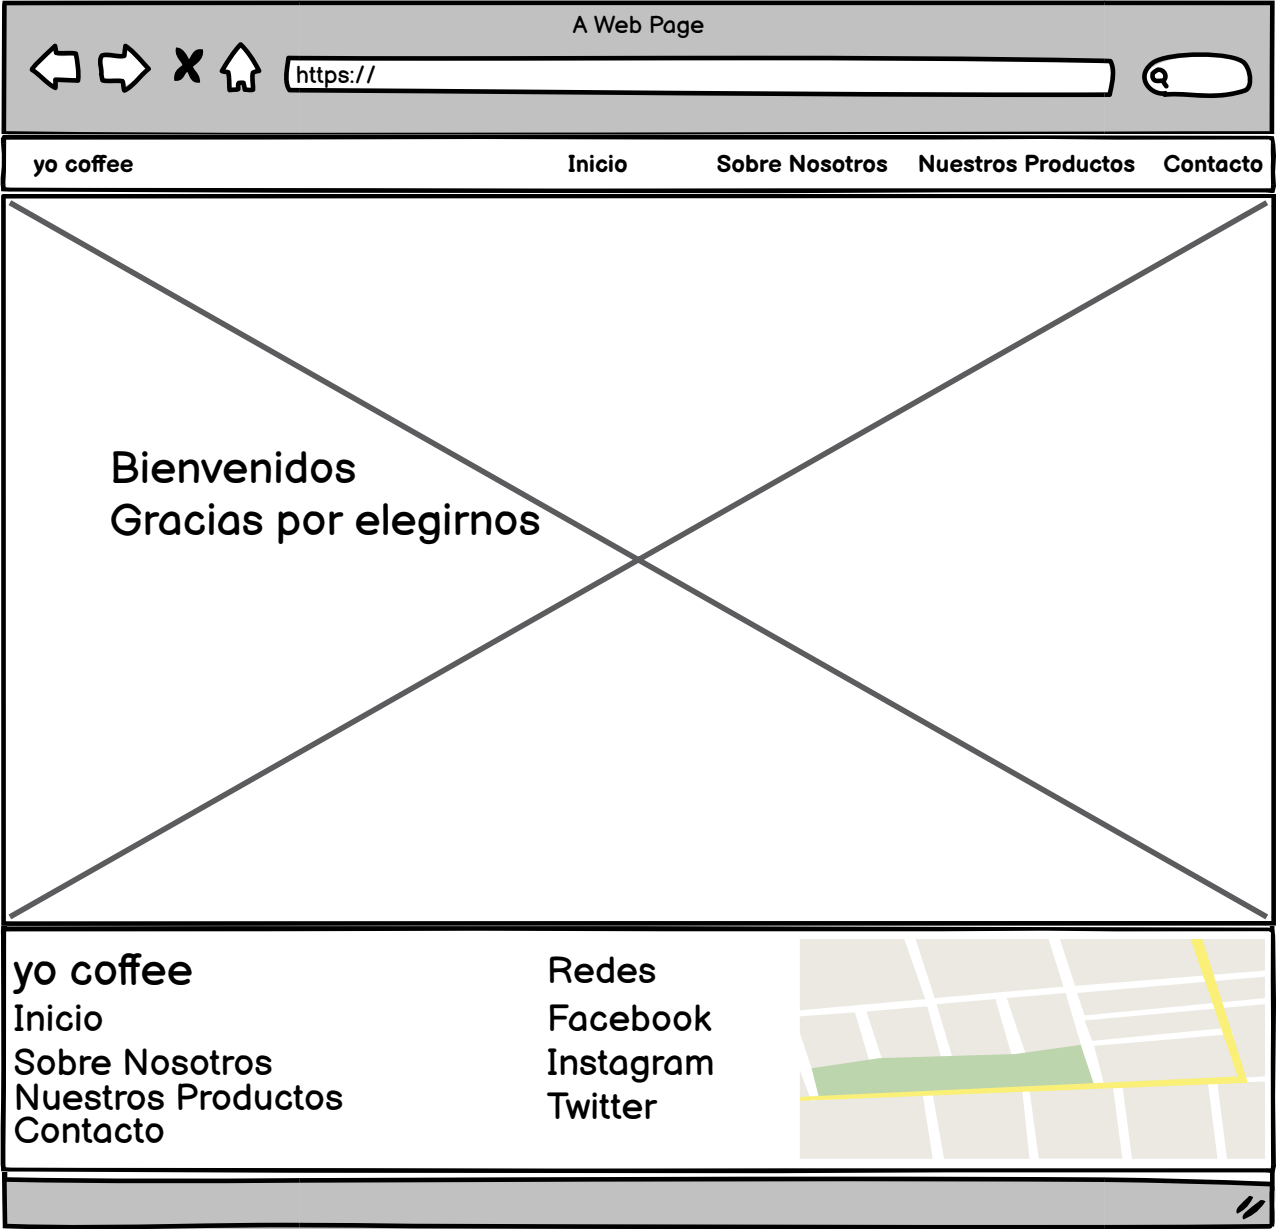 A Web Page
https://
yo coffee Inicio Sobre Nosotros Nuestros Productos Contacto
Bienvenidos
Gracias por elegirnos
yo coffee
Inicio
Sobre Nosotros
Nuestros Productos
Contacto
Redes
Facebook
Instagram
Twitter